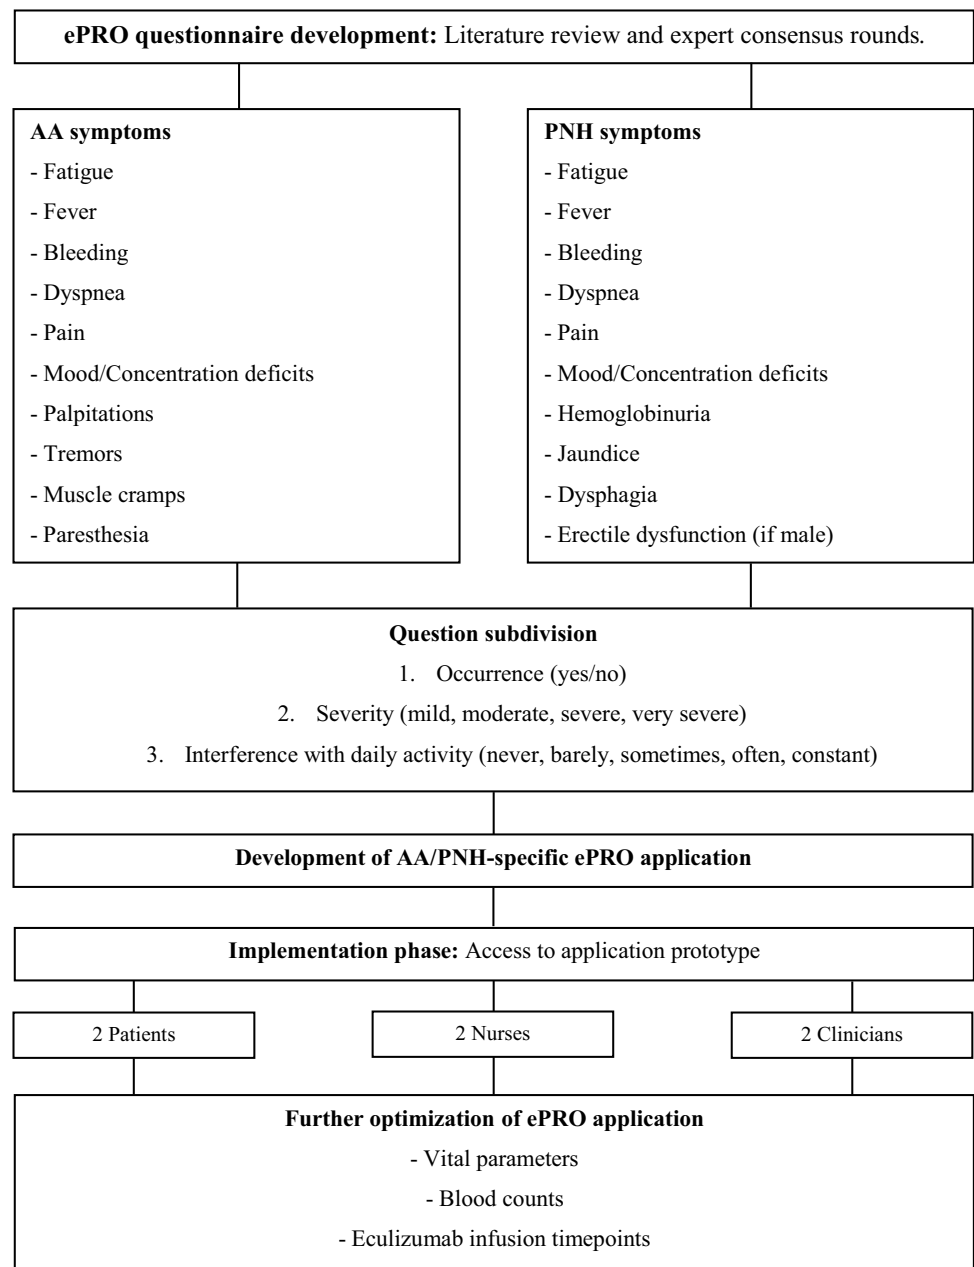 ePRO questionnaire development: Literature review and expert consensus rounds.
AA symptoms
- Fatigue
- Fever
- Bleeding
- Dyspnea
- Pain
- Mood/Concentration deficits
- Palpitations
- Tremors
- Muscle cramps
- Paresthesia
PNH symptoms
- Fatigue
- Fever
- Bleeding
- Dyspnea
- Pain
- Mood/Concentration deficits
- Hemoglobinuria
- Jaundice
- Dysphagia
- Erectile dysfunction (if male)
Question subdivision
1. Occurrence (yes/no)
2. Severity (mild, moderate, severe, very severe)
3. Interference with daily activity (never, barely, sometimes, often, constant)
Development of AA/PNH-specific ePRO application
Implementation phase: Access to application prototype
2 Patients
2 Nurses
2 Clinicians
Further optimization of ePRO application
- Vital parameters
- Blood counts
- Eculizumab infusion timepoints